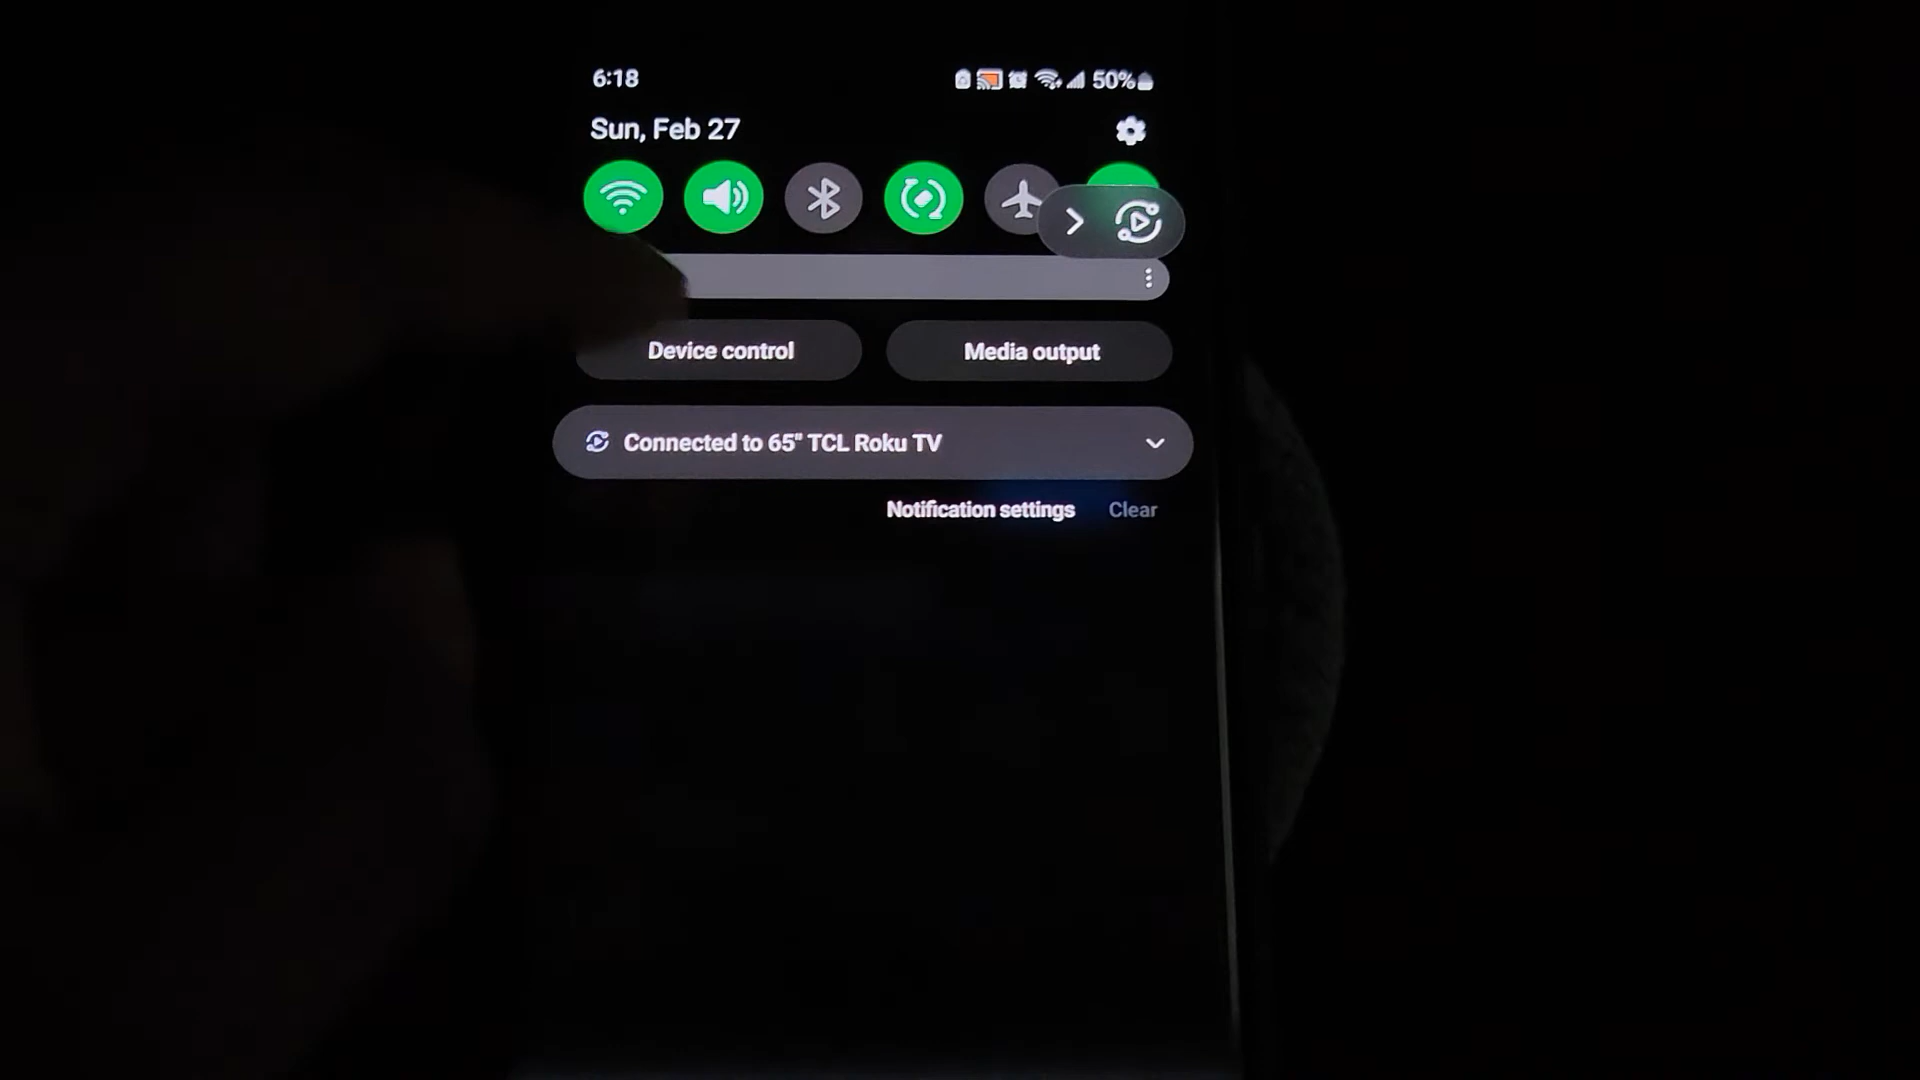 6:18 50%
Sun, Feb 27
Device control Media output
Connected to 65" TCL Roku TV
Notification settings Clear